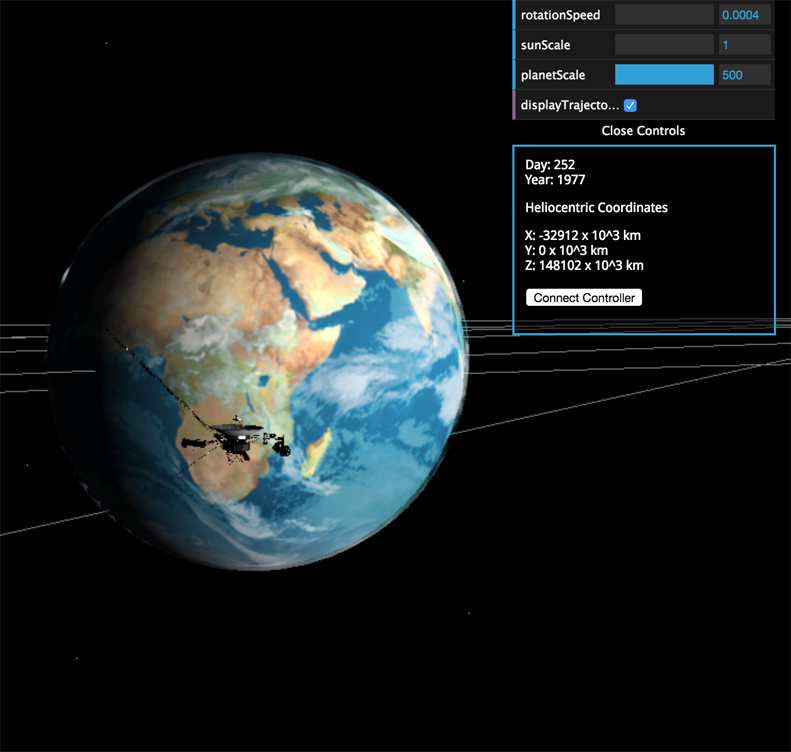 rotationSpeed 0.0004
sunScale 1
planetScale 500
displayTrajecto...
Close Controls
Day: 252
Year: 1977
Heliocentric Coordinates
X: -32912 x 10^3 km
Y: 0 x 10^3 km
Z: 148102 x 10^3 km
Connect Controller